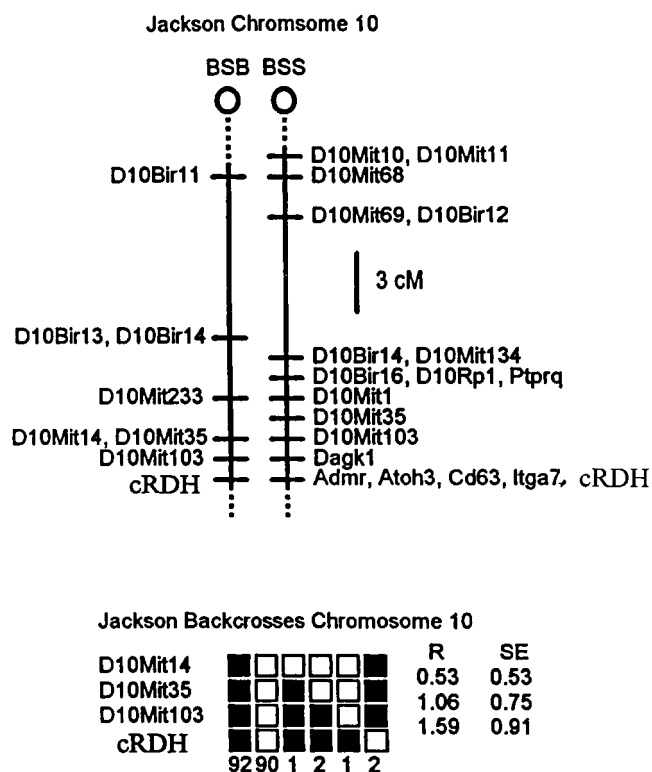 Jackson Chromsome 10
BSB BSS
D10Mit10, D10Mit11
D10Bir11 D10Mit68
D10Mit69, D10Bir12
3 cM
D10Bir13, D10Bir14
D10Bir14, D10Mit134
D10Bir16, D10Rp1, Ptprq
D10Mit233 D10Mit1
D10Mit35
D10Mit14, D10Mit35 D10Mit103
D10Mit103 Dagk1
cRDH Admr, Atoh3, Cd63, Itga7, cRDH
Jackson Backcrosses Chromosome 10
R SE
D10Mit14
0.53 0.53
D10Mit35
1.06 0.75
D10Mit103
1.59 0.91
cRDH
92 90 1 2 1 2